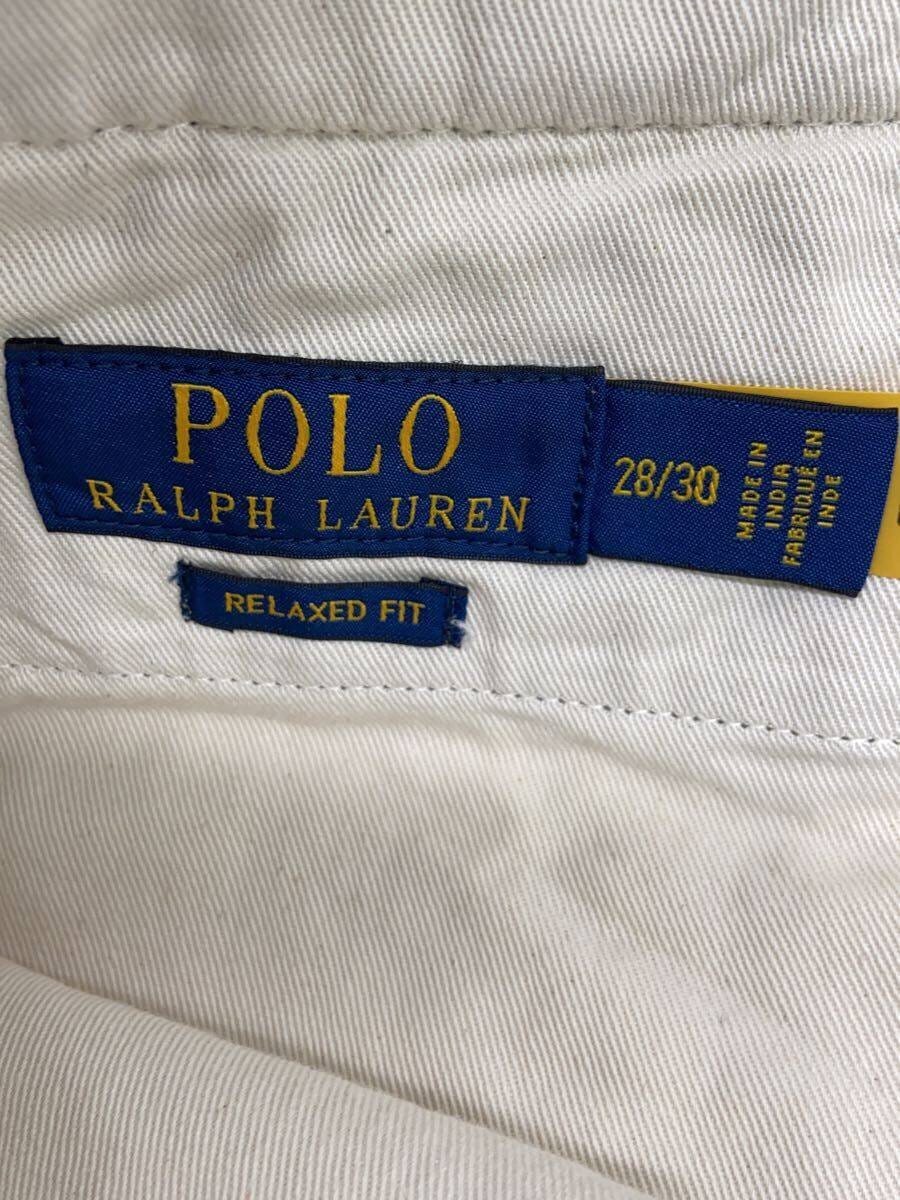 POLO
RALPH LAUREN
28/30
MADE IN
INDIA
FABRIQUÉ EN
INDE
RELAXED FIT